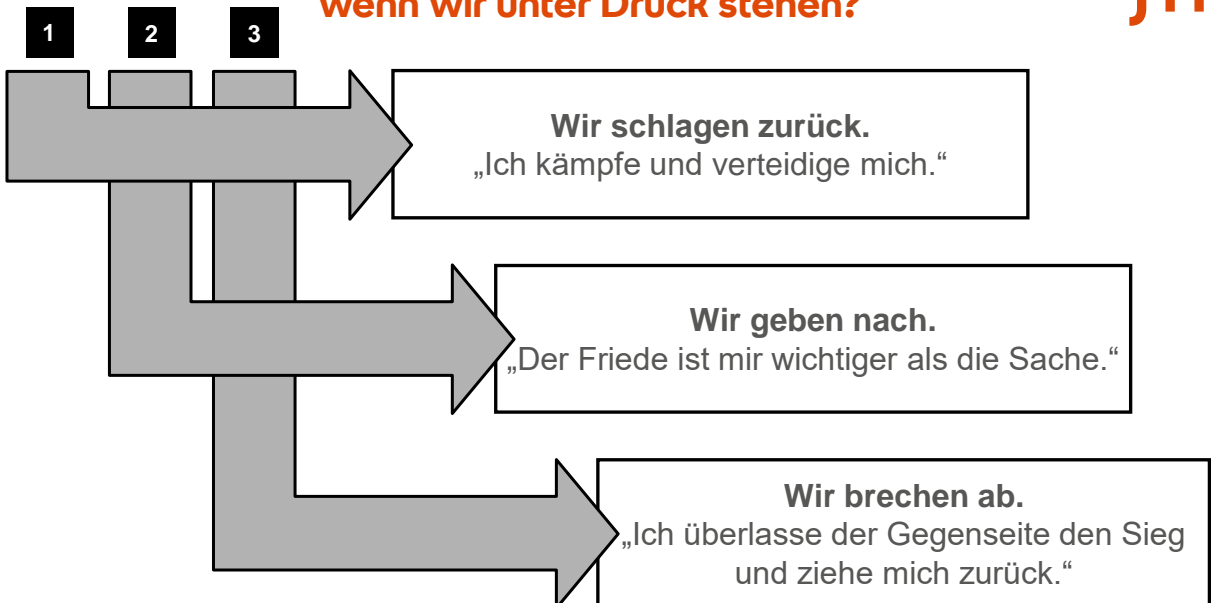 wenn wir unter Druck stehen?
1 2 3
Wir schlagen zurück.
„Ich kämpfe und verteidige mich.“
Wir geben nach.
„Der Friede ist mir wichtiger als die Sache.“
Wir brechen ab.
„Ich überlasse der Gegenseite den Sieg
und ziehe mich zurück.“